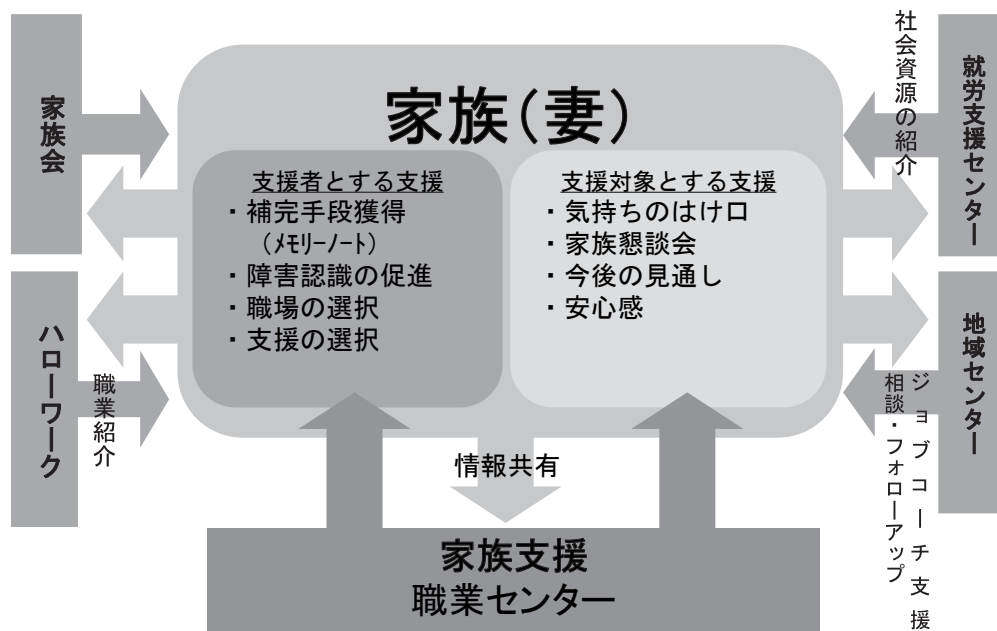 家族会
ハローワーク
職業紹介
家族（妻）
支援者とする支援
・補完手段獲得
（ﾒﾓﾘｰﾉｰﾄ）
・障害認識の促進
・職場の選択
・支援の選択
支援対象とする支援
・気持ちのはけ口
・家族懇談会
・今後の見通し
・安心感
社会資源の紹介
就労支援センター
地域センター
ジョブコーチ支援
相談・フォローアップ
情報共有
家族支援
職業センター